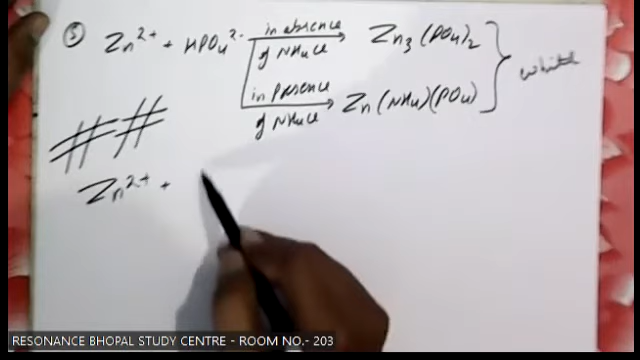 ⑤ Zn²⁺ + HPO₄²⁻ in absence of NH₄Cl Zn₃(PO₄)₂
in presence of NH₄Cl Zn(NH₄)(PO₄)
white
Zn²⁺ +
RESONANCE BHOPAL STUDY CENTRE - ROOM NO.- 203